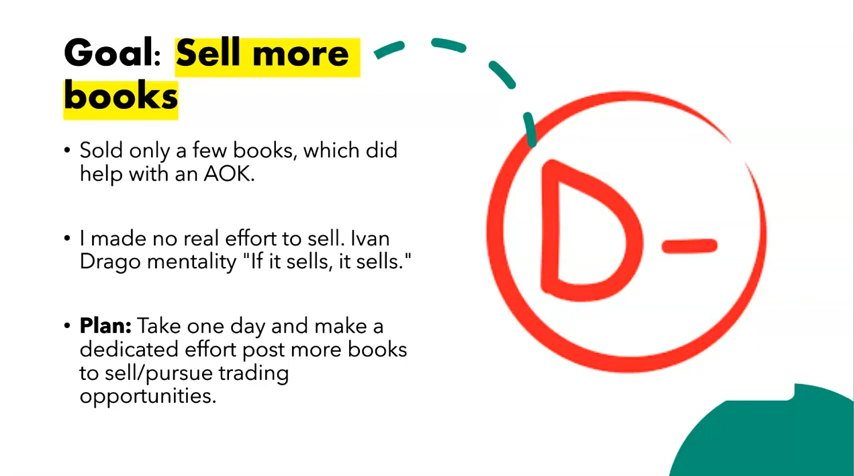 Goal: Sell more
books
• Sold only a few books, which did
help with an AOK.
• I made no real effort to sell. Ivan
Drago mentality "If it sells, it sells."
• Plan: Take one day and make a
dedicated effort post more books
to sell/pursue trading
opportunities.
D-